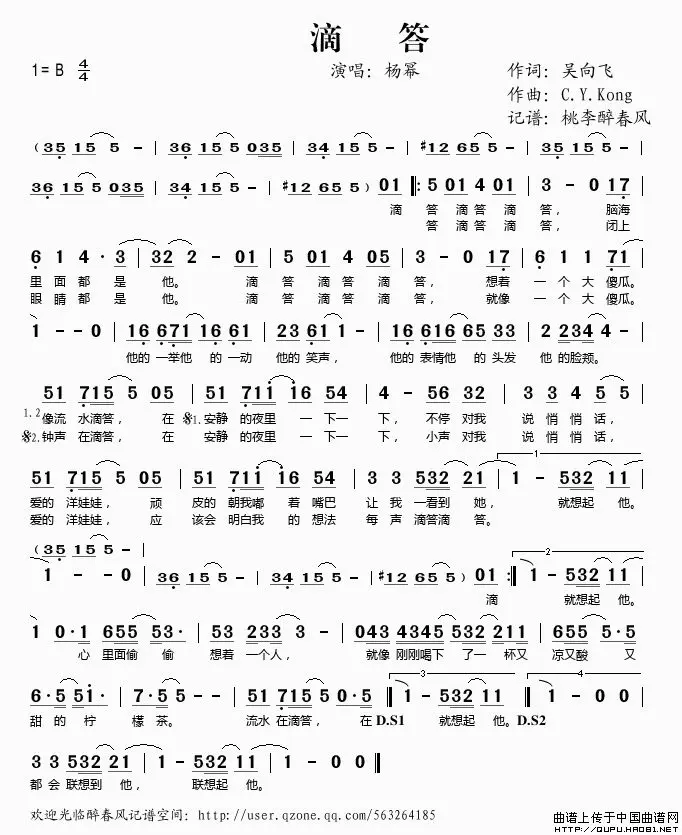 滴 答
1=B 4/4 演唱：杨幂 作词：吴向飞
作曲：C.Y.Kong
记谱：桃李醉春风
(35 15 5 - | 36 15 5 035 | 34 15 5 - | #12 65 5 - | 35 15 5 - |
36 15 5 035 | 34 15 5 - | #12 65 5) 01 ‖: 5 01 4 01 | 3 - 0 17 |
滴 答 滴 答 滴 答， 脑海
答 滴 答 滴 答， 闭上
6 1 4· 3 | 32 2 - 01 | 5 01 4 05 | 3 - 0 17 | 6 1 1 71 |
里 面 都 是 他。 滴 答 滴 答 滴 答， 想着 一 个 大 傻瓜。
眼 睛 都 是 他。 滴 答 滴 答 滴 答， 就像 一 个 大 傻瓜。
1 - - 0 | 16 671 16 61 | 23 61 1 - | 16 616 65 33 | 2 234 4 - |
他的 一举他 的 一动 他的 笑声， 他的 表情他 的 头发 他 的脸颊。
51 715 5 05 | 51 711 16 54 | 4 - 56 32 | 3 3 4 5 5 |
1.2 像流 水滴答， 在 𝄋1.安静 的夜里 一 下一 下， 不停 对我 说 悄 悄 话，
𝄋2.钟声 在滴答， 在 安静 的夜里 一 下一 下， 小声 对我 说 悄 悄 话，
51 715 5 05 | 51 711 16 54 | 3 3 532 21 | 1 - 532 11 |
爱的 洋娃娃， 顽 皮的 朝我嘟 着 嘴巴 让 我 一看到 她， 就想起 他。
爱的 洋娃娃， 应 该会 明白我 的 想法 每 声 滴答滴 答。
(35 15 5 - |
1 - - 0 | 36 15 5 - | 34 15 5 - | #12 65 5) 01 :‖ 1 - 532 11 |
滴 就想起 他。
1 0·1 655 53· | 53 233 3 - | 043 4345 532 211 | 655 5·5 |
心 里面偷 偷 想着 一个人， 就像 刚刚喝下 了一 杯又 凉又酸 又
6·5 51· | 7·5 5 - | 51 715 5 0·5 ‖ 1 - 532 11 ‖ 1 - 0 0 |
甜 的 柠 檬 茶。 流水 在滴答， 在 D.S1 就想起 他。D.S2
3 3 532 21 | 1 - 532 11 | 1 - 0 0 ‖
都 会 联想到 他， 联想起 他。
欢迎光临醉春风记谱空间：http://user.qzone.qq.com/563264185
曲谱上传于中国曲谱网
HTTP://QUPU.HAO81.NET